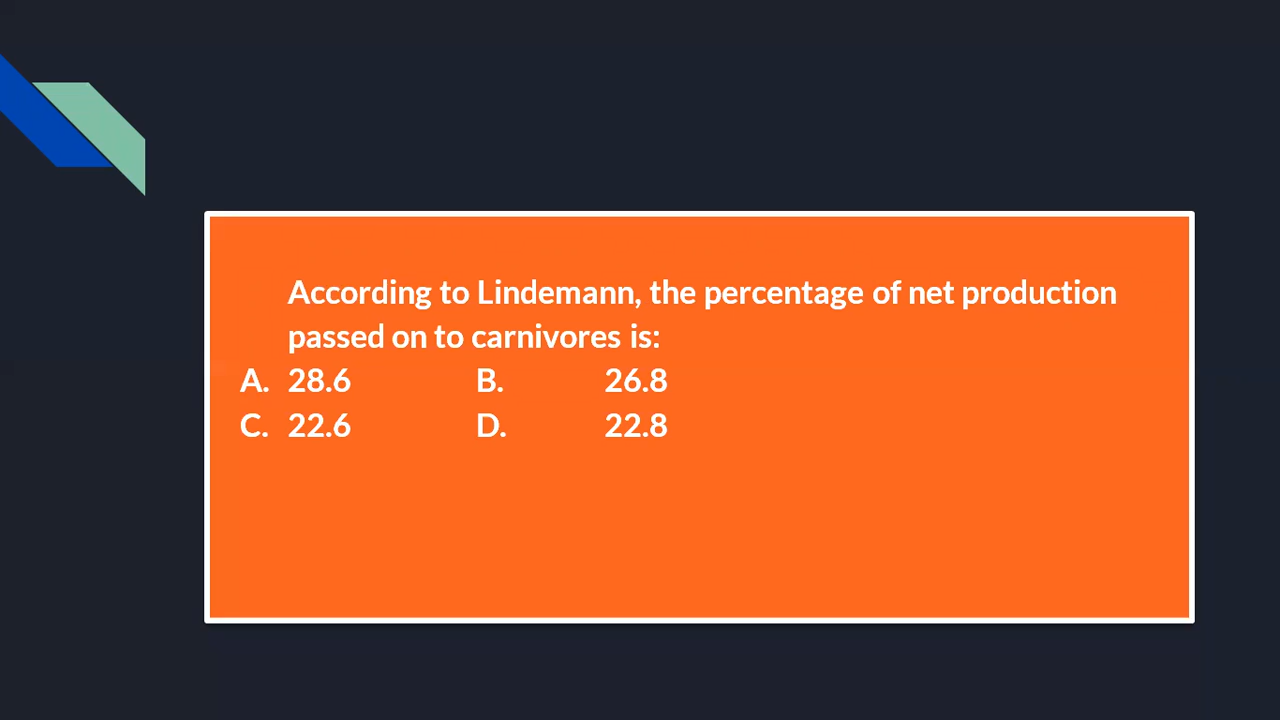 According to Lindemann, the percentage of net production
passed on to carnivores is:
A. 28.6 B. 26.8
C. 22.6 D. 22.8